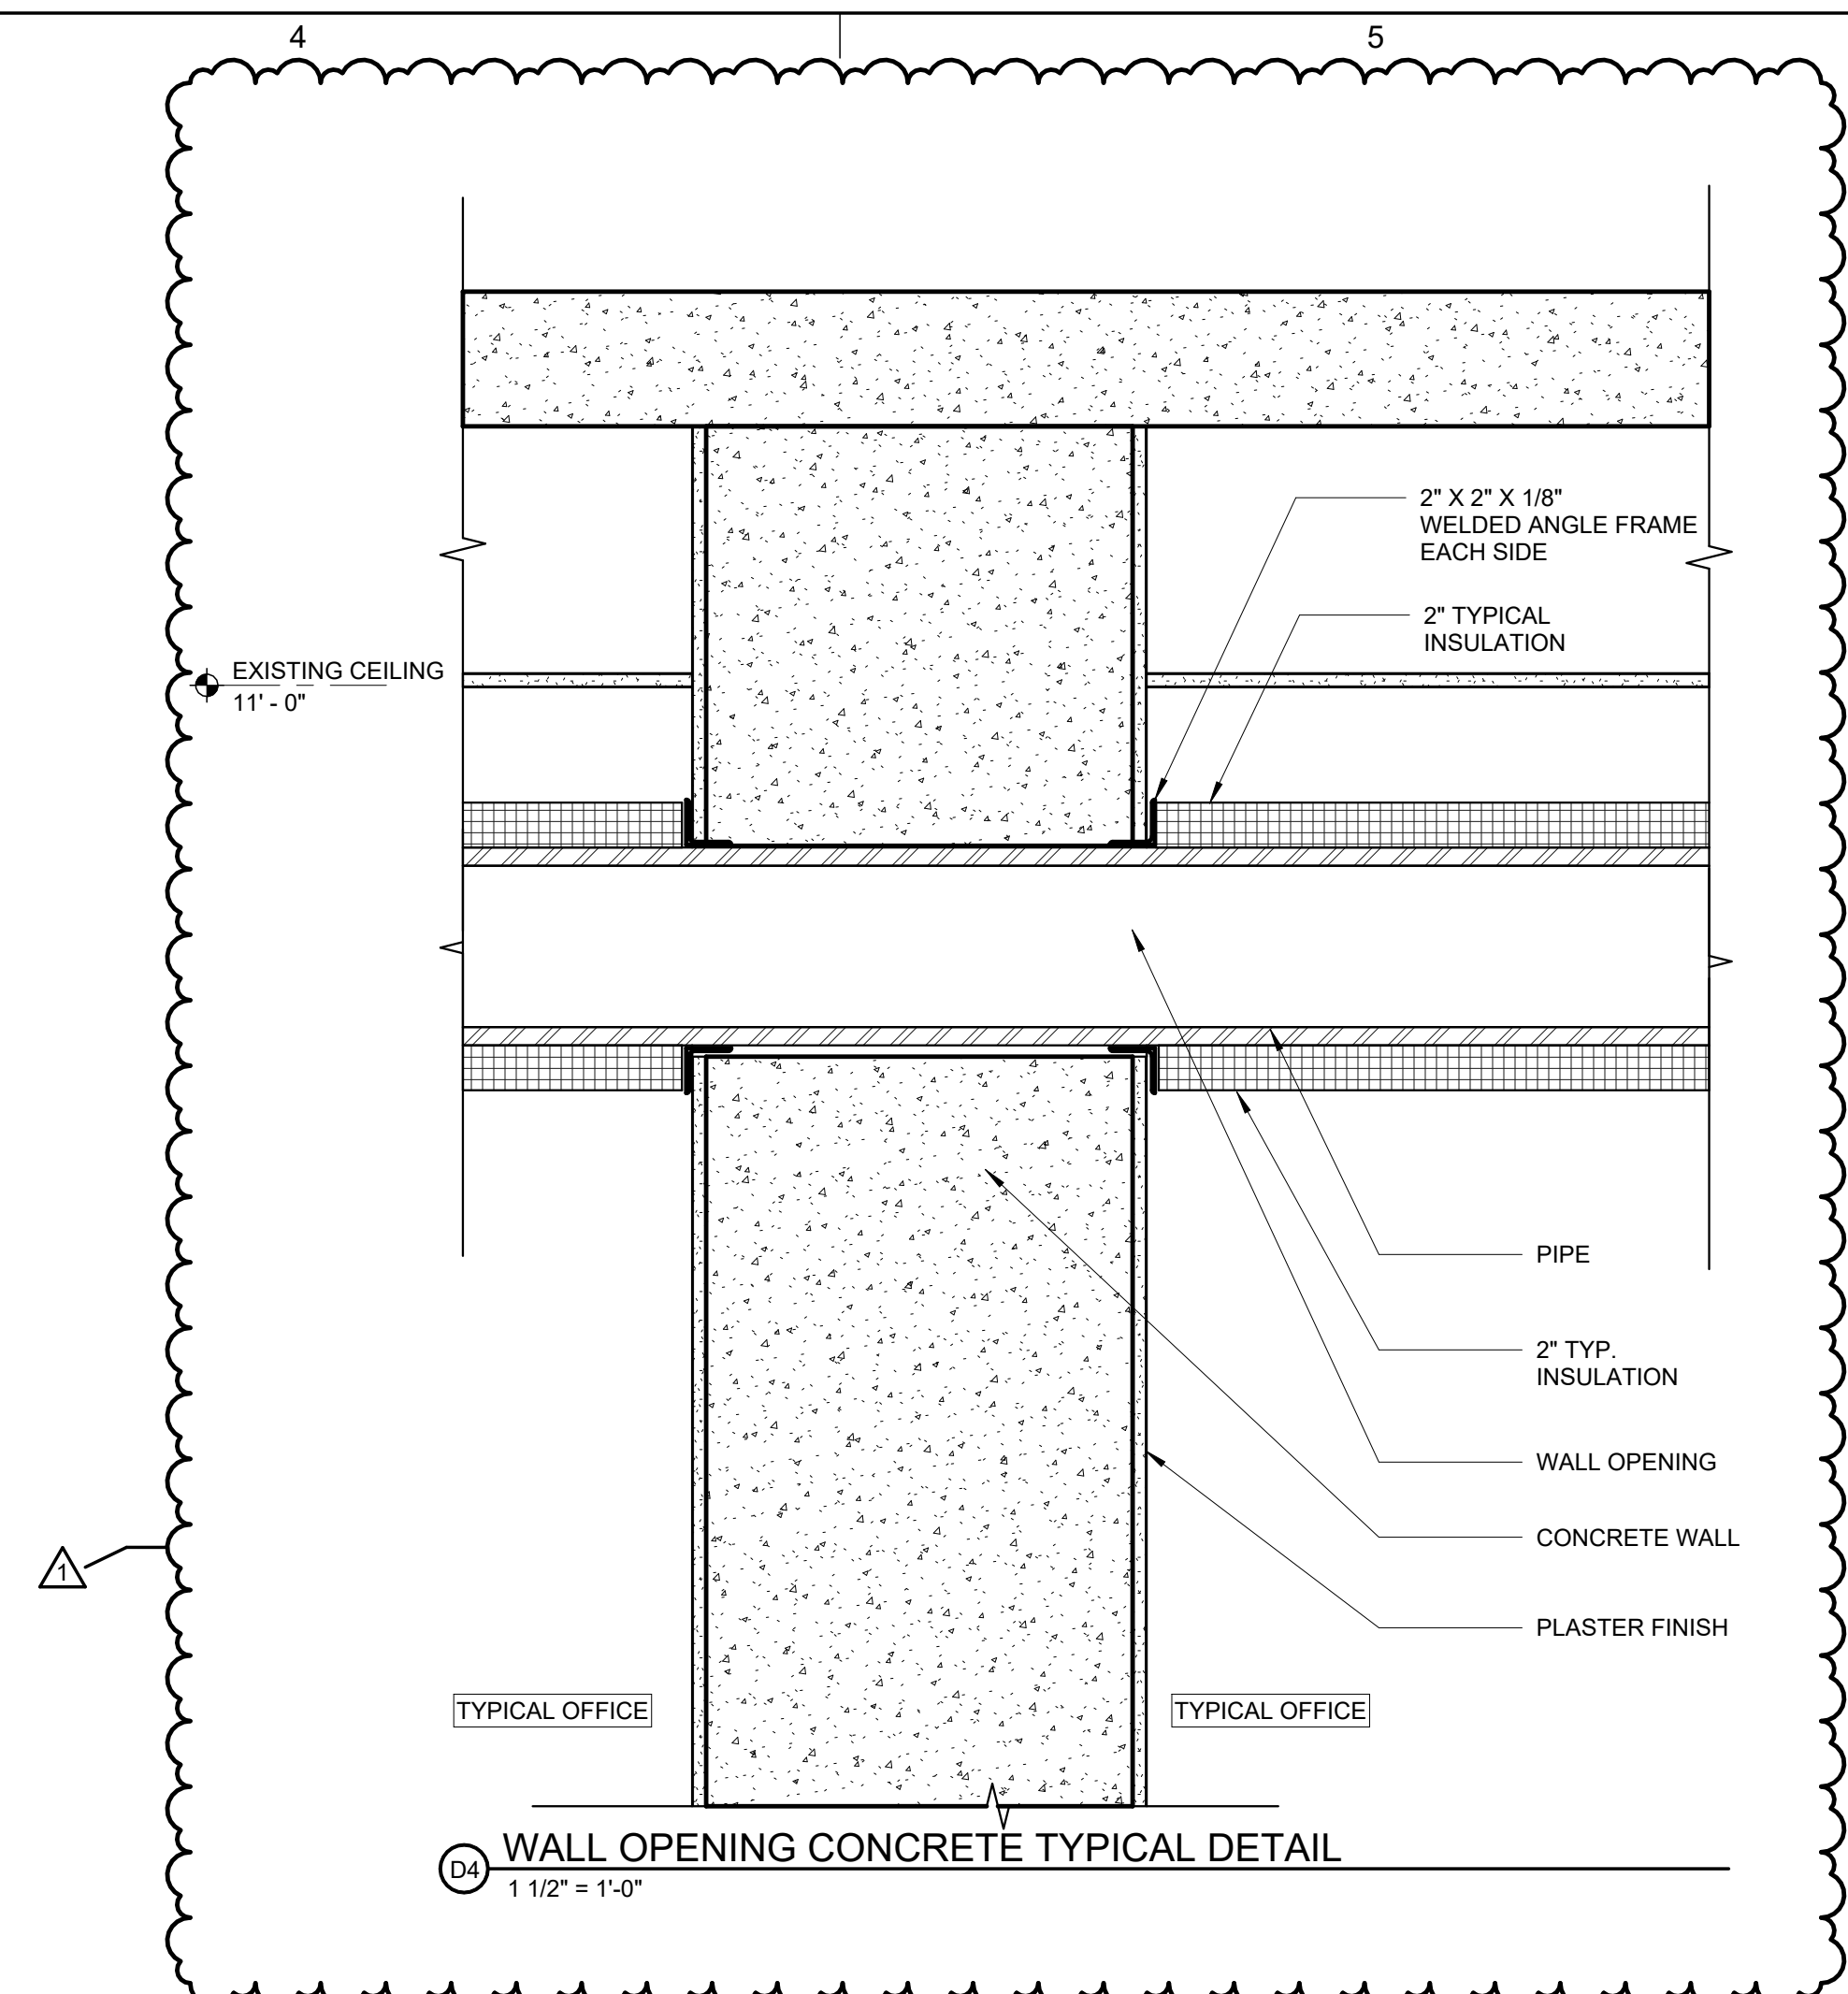 4
5
2" X 2" X 1/8"
WELDED ANGLE FRAME
EACH SIDE
2" TYPICAL
INSULATION
EXISTING CEILING
11' - 0"
PIPE
2" TYP.
INSULATION
WALL OPENING
CONCRETE WALL
1
PLASTER FINISH
TYPICAL OFFICE
TYPICAL OFFICE
D4
WALL OPENING CONCRETE TYPICAL DETAIL
1 1/2" = 1'-0"